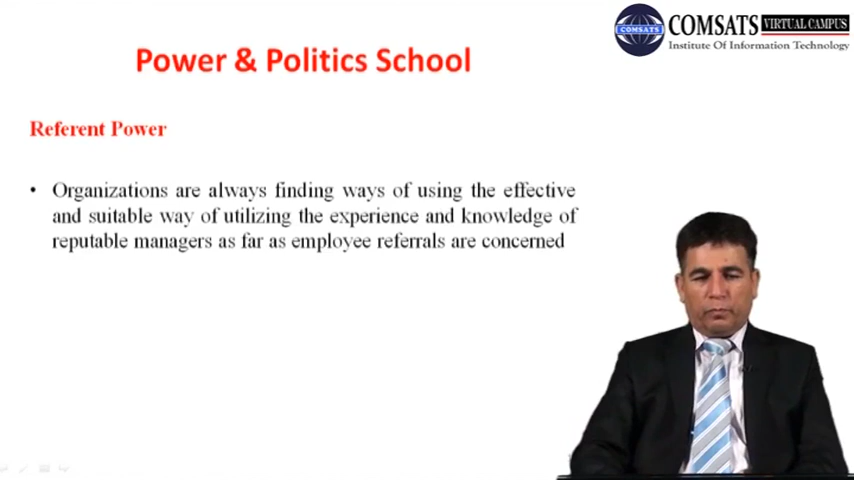 COMSATS VIRTUAL CAMPUS
Institute Of Information Technology
COMSATS
Power & Politics School
Referent Power
• Organizations are always finding ways of using the effective
and suitable way of utilizing the experience and knowledge of
reputable managers as far as employee referrals are concerned